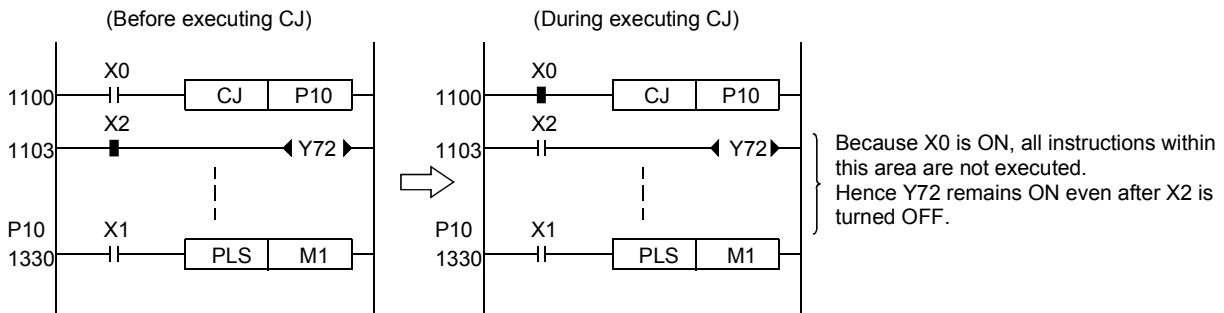 (Before executing CJ)
X0
1100 CJ P10
X2
1103 Y72
P10 X1
1330 PLS M1
(During executing CJ)
X0
1100 CJ P10
X2
1103 Y72
P10 X1
1330 PLS M1
Because X0 is ON, all instructions within
this area are not executed.
Hence Y72 remains ON even after X2 is
turned OFF.